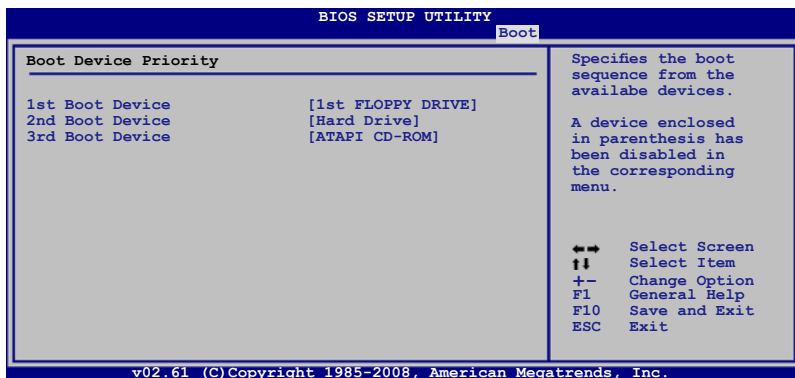 BIOS SETUP UTILITY
Boot
Boot Device Priority
1st Boot Device [1st FLOPPY DRIVE]
2nd Boot Device [Hard Drive]
3rd Boot Device [ATAPI CD-ROM]
Specifies the boot
sequence from the
availabe devices.
A device enclosed
in parenthesis has
been disabled in
the corresponding
menu.
←→ Select Screen
↑↓ Select Item
+- Change Option
F1 General Help
F10 Save and Exit
ESC Exit
v02.61 (C)Copyright 1985-2008, American Megatrends, Inc.